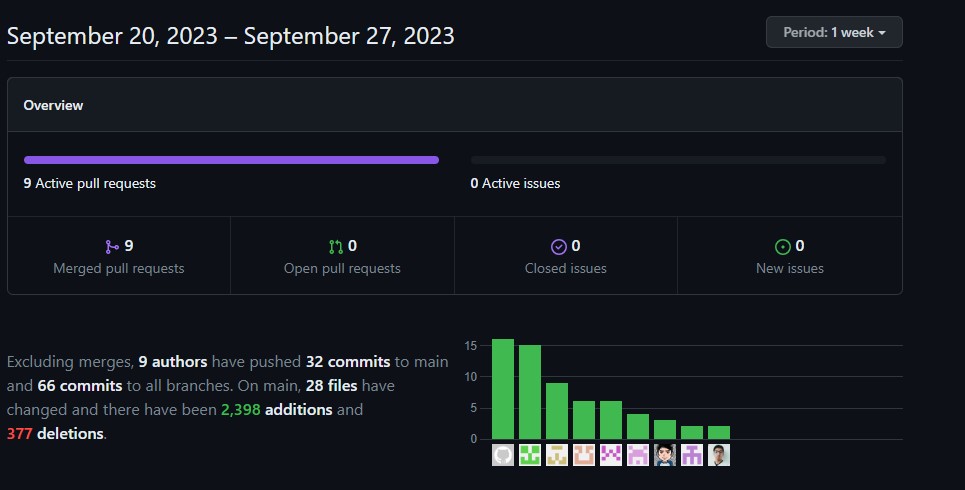 September 20, 2023 – September 27, 2023
Period: 1 week
Overview
9 Active pull requests
0 Active issues
9
Merged pull requests
0
Open pull requests
0
Closed issues
0
New issues
Excluding merges, 9 authors have pushed 32 commits to main
and 66 commits to all branches. On main, 28 files have
changed and there have been 2,398 additions and
377 deletions.
15
10
5
0